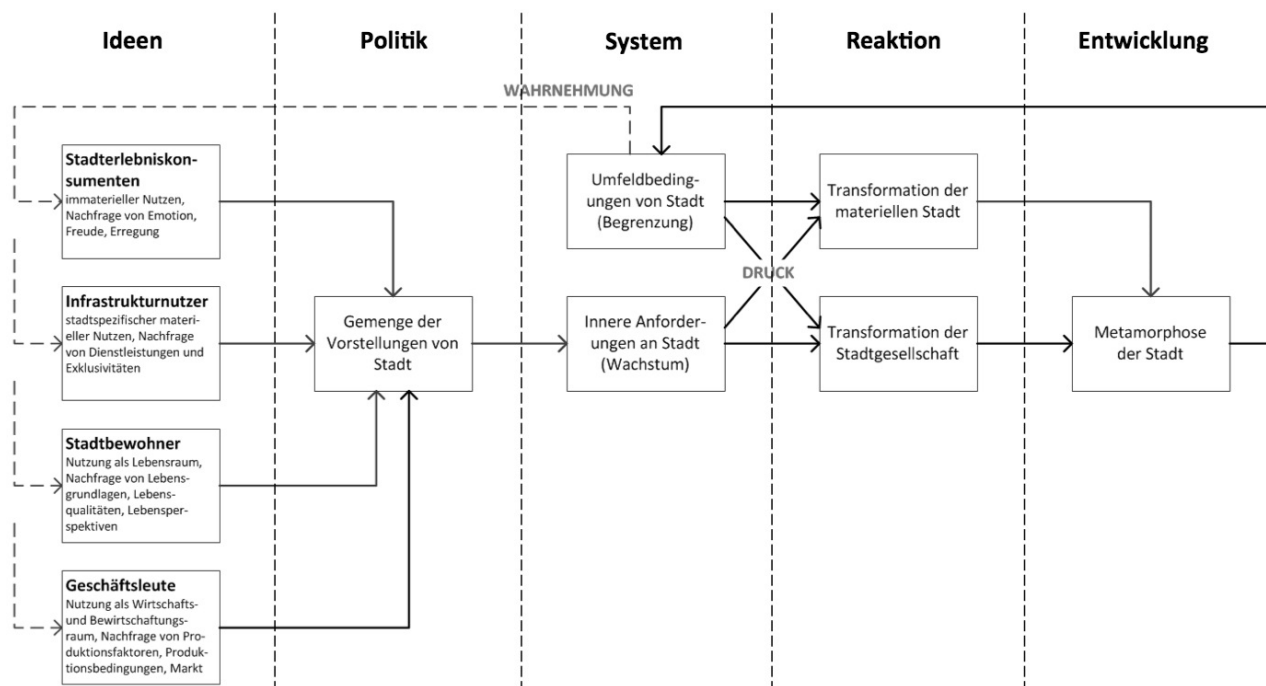 Ideen
Politik
System
Reaktion
Entwicklung
WAHRNEHMUNG
Stadterlebniskon-
sumenten
immaterieller Nutzen,
Nachfrage von Emotion,
Freude, Erregung
Infrastrukturnutzer
stadtspezifischer materi-
eller Nutzen, Nachfrage
von Dienstleistungen und
Exklusivitäten
Stadtbewohner
Nutzung als Lebensraum,
Nachfrage von Lebens-
grundlagen, Lebens-
qualitäten, Lebensper-
spektiven
Geschäftsleute
Nutzung als Wirtschafts-
und Bewirtschaftungs-
raum, Nachfrage von Pro-
duktionsfaktoren, Produk-
tionsbedingungen, Markt
Gemenge der
Vorstellungen von
Stadt
Umfeldbeding-
ungen von Stadt
(Begrenzung)
DRUCK
Innere Anforder-
ungen an Stadt
(Wachstum)
Transformation der
materiellen Stadt
Transformation der
Stadtgesellschaft
Metamorphose
der Stadt